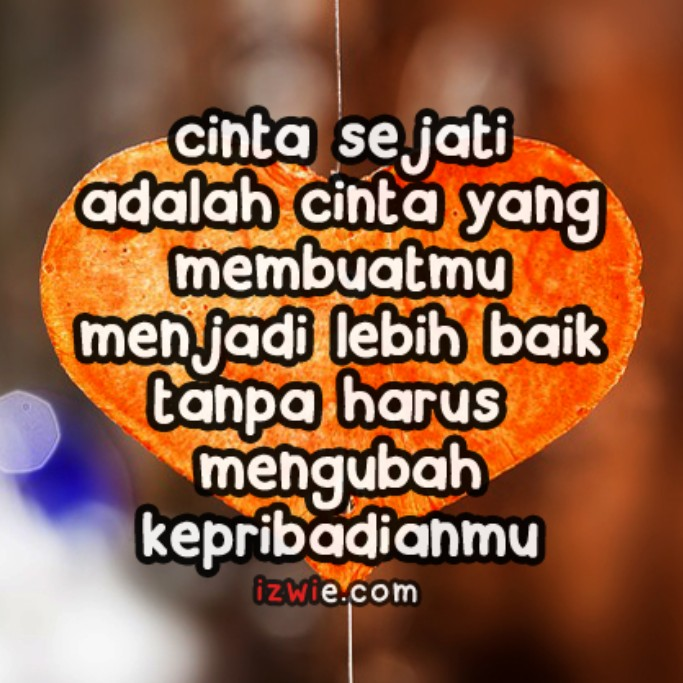 cinta sejati
adalah cinta yang
membuatmu
menjadi lebih baik
tanpa harus
mengubah
kepribadianmu
izwie.com